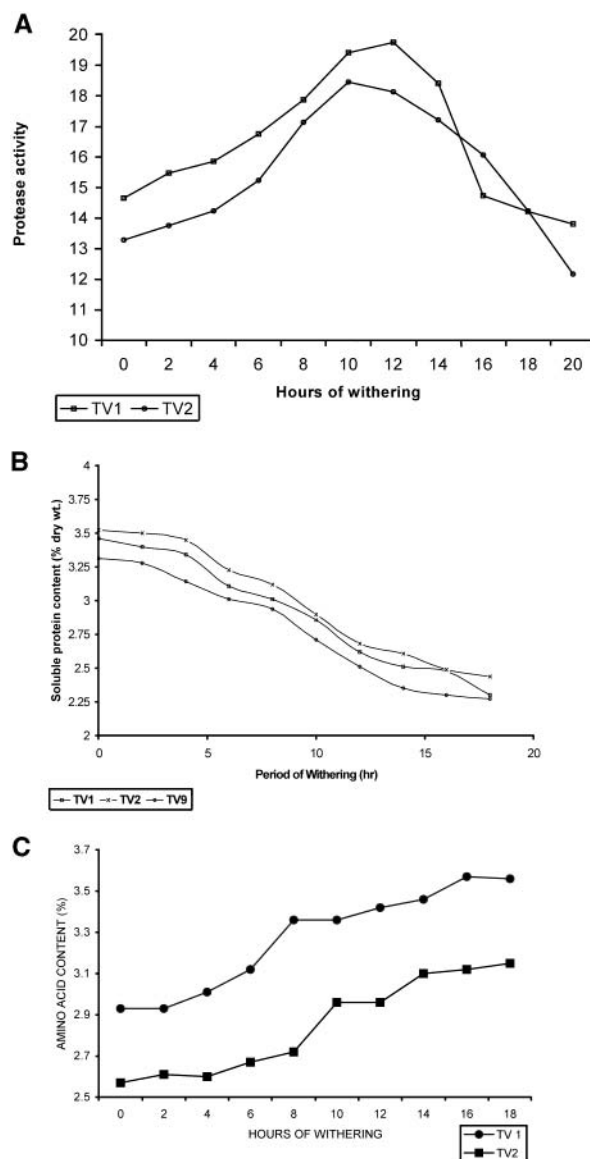 A
20
19
18
17
16
15
14
13
12
11
10
Protease activity
0 2 4 6 8 10 12 14 16 18 20
Hours of withering
TV1 TV2
B
4
3.75
3.5
3.25
3
2.75
2.5
2.25
2
Soluble protein content (% dry wt.)
0 5 10 15 20
Period of Withering (hr)
TV1 TV2 TV9
C
3.7
3.5
3.3
3.1
2.9
2.7
2.5
AMINO ACID CONTENT (%)
0 2 4 6 8 10 12 14 16 18
HOURS OF WITHERING
TV 1
TV2